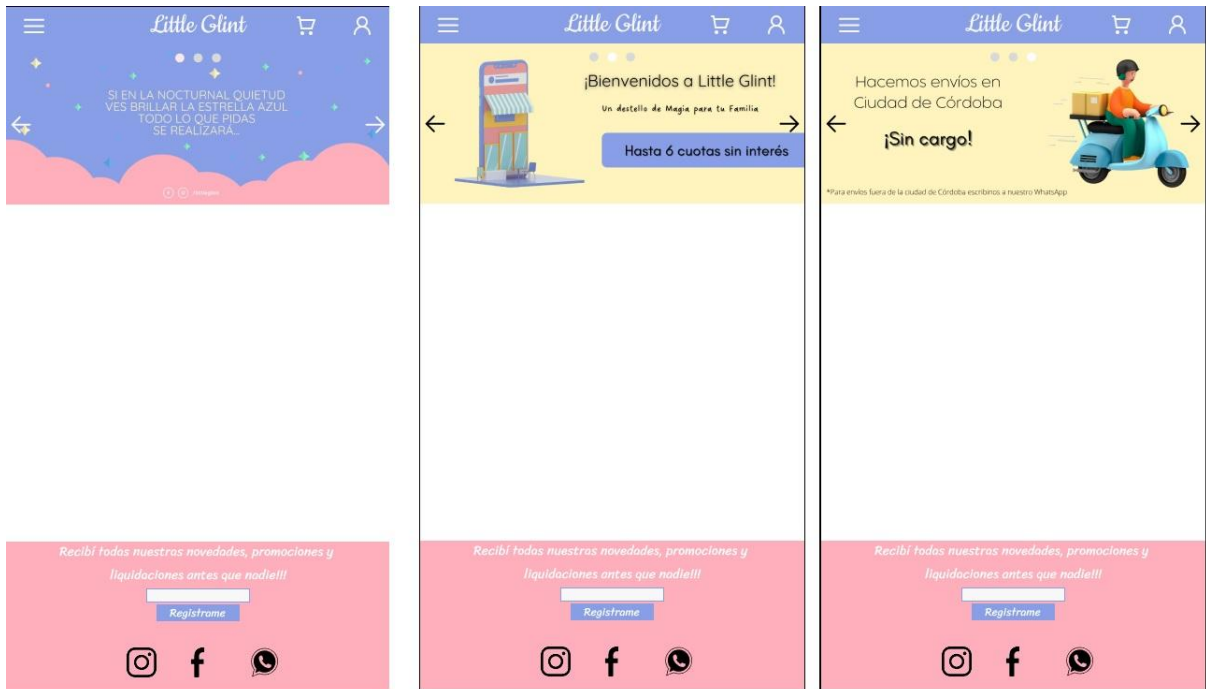 Little Glint
SI EN LA NOCTURNAL QUIETUD
VES BRILLAR LA ESTRELLA AZUL
TODO LO QUE PIDAS
SE REALIZARÁ...
Recibí todas nuestras novedades, promociones y
liquidaciones antes que nadie!!!
Registrame
Little Glint
¡Bienvenidos a Little Glint!
Un destello de Magia para tu Familia
Hasta 6 cuotas sin interés
Recibí todas nuestras novedades, promociones y
liquidaciones antes que nadie!!!
Registrame
Little Glint
Hacemos envíos en
Ciudad de Córdoba
¡Sin cargo!
*Para envíos fuera de la ciudad de Córdoba escribinos a nuestro WhatsApp
Recibí todas nuestras novedades, promociones y
liquidaciones antes que nadie!!!
Registrame